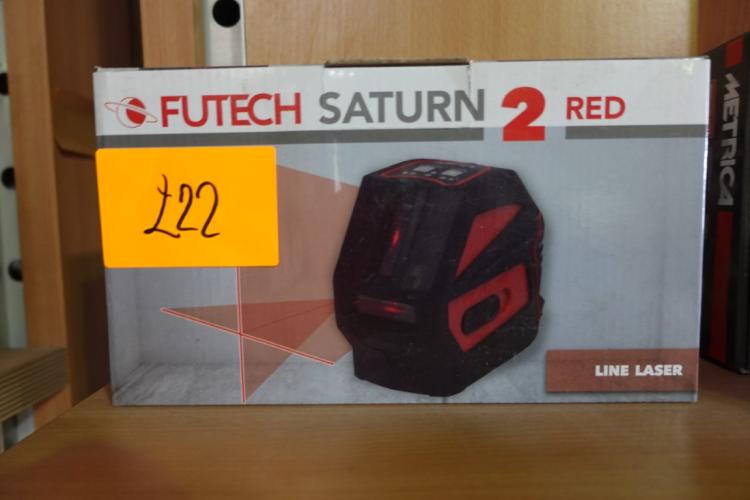 FUTECH SATURN 2 RED
£22
LINE LASER
METRICA